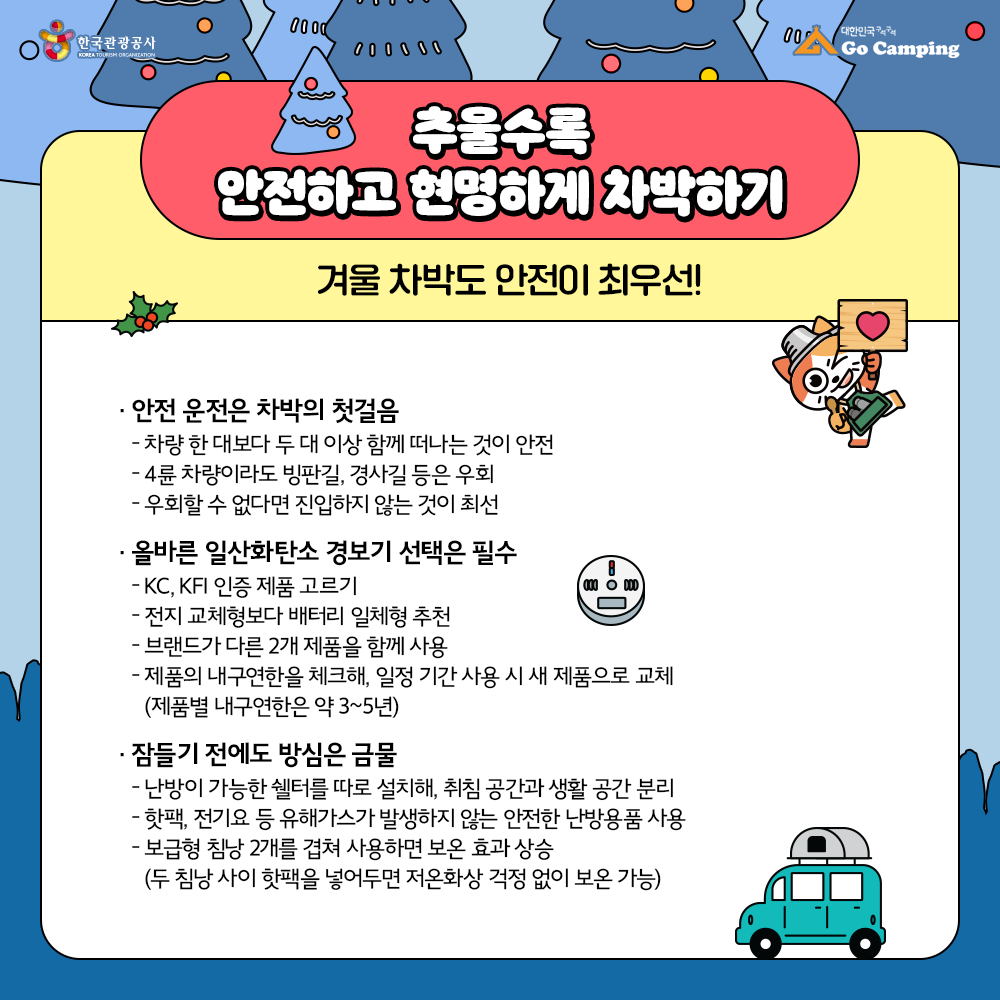 한국관광공사
KOREA TOURISM ORGANIZATION
대한민국 구석구석
Go Camping
추울수록
안전하고 현명하게 차박하기
겨울 차박도 안전이 최우선!
· 안전 운전은 차박의 첫걸음
- 차량 한 대보다 두 대 이상 함께 떠나는 것이 안전
- 4륜 차량이라도 빙판길, 경사길 등은 우회
- 우회할 수 없다면 진입하지 않는 것이 최선
· 올바른 일산화탄소 경보기 선택은 필수
- KC, KFI 인증 제품 고르기
- 전지 교체형보다 배터리 일체형 추천
- 브랜드가 다른 2개 제품을 함께 사용
- 제품의 내구연한을 체크해, 일정 기간 사용 시 새 제품으로 교체
(제품별 내구연한은 약 3~5년)
· 잠들기 전에도 방심은 금물
- 난방이 가능한 쉘터를 따로 설치해, 취침 공간과 생활 공간 분리
- 핫팩, 전기요 등 유해가스가 발생하지 않는 안전한 난방용품 사용
- 보급형 침낭 2개를 겹쳐 사용하면 보온 효과 상승
(두 침낭 사이 핫팩을 넣어두면 저온화상 걱정 없이 보온 가능)